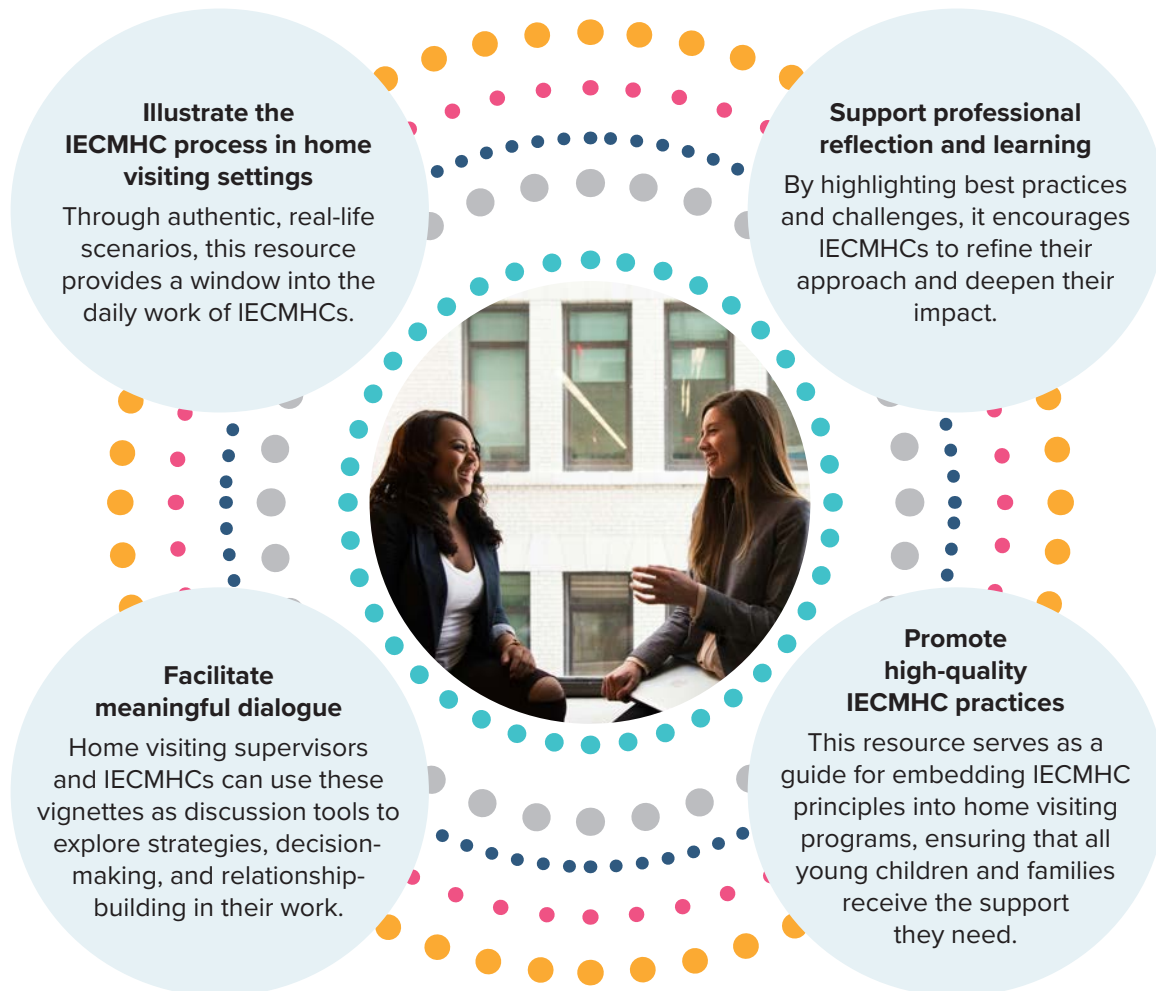 Illustrate the
IECMHC process in home
visiting settings
Through authentic, real-life
scenarios, this resource
provides a window into the
daily work of IECMHCs.
Support professional
reflection and learning
By highlighting best practices
and challenges, it encourages
IECMHCs to refine their
approach and deepen their
impact.
Facilitate
meaningful dialogue
Home visiting supervisors
and IECMHCs can use these
vignettes as discussion tools to
explore strategies, decision-
making, and relationship-
building in their work.
Promote
high-quality
IECMHC practices
This resource serves as a
guide for embedding IECMHC
principles into home visiting
programs, ensuring that all
young children and families
receive the support
they need.